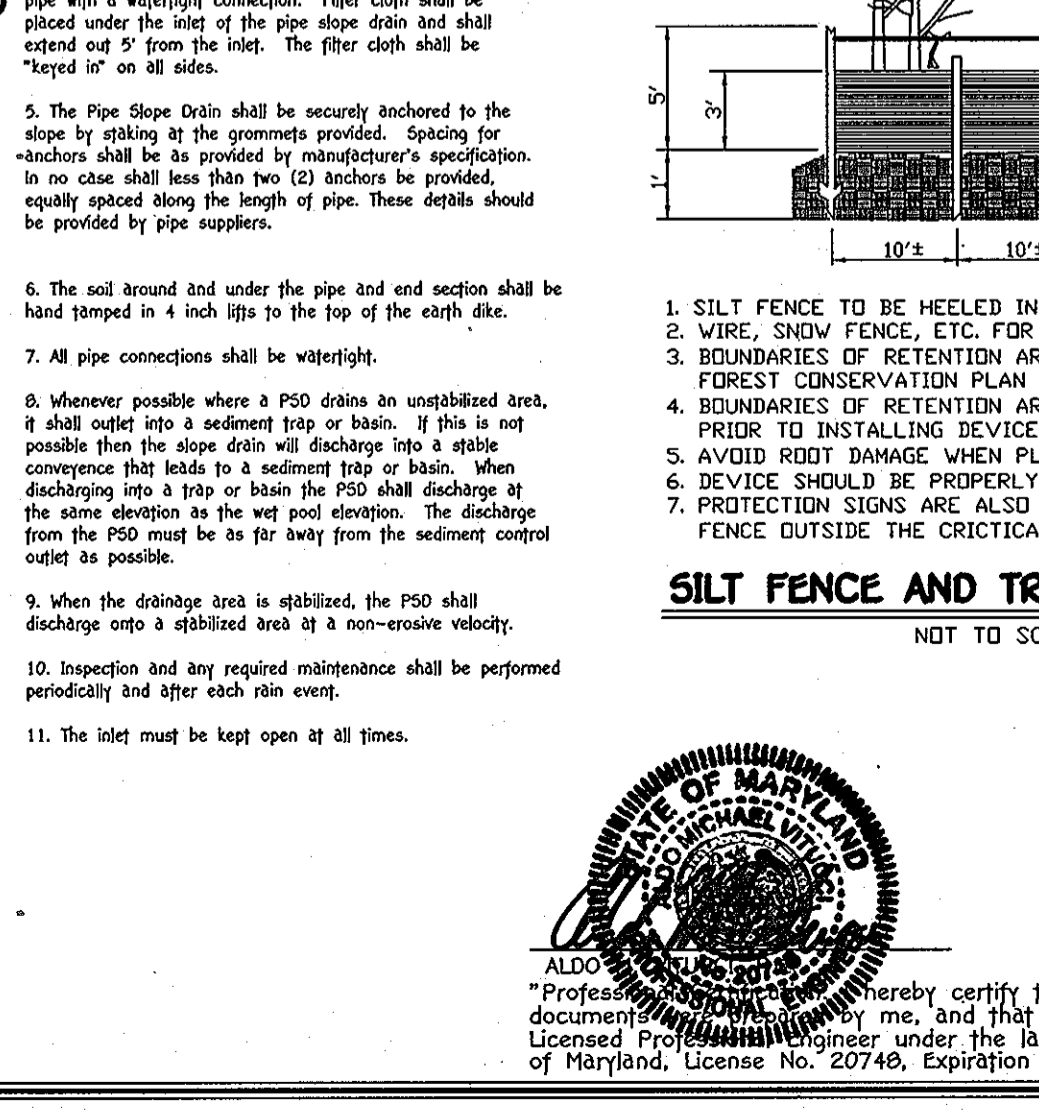 pipe with a watertight connection. Filter cloth shall be
placed under the inlet of the pipe slope drain and shall
extend out 5' from the inlet. The filter cloth shall be
"keyed in" on all sides.
5. The Pipe Slope Drain shall be securely anchored to the
slope by staking at the grommets provided. Spacing for
anchors shall be as provided by manufacturer's specification.
In no case shall less than two (2) anchors be provided,
equally spaced along the length of pipe. These details should
be provided by pipe suppliers.
6. The soil around and under the pipe and end section shall be
hand tamped in 4 inch lifts to the top of the earth dike.
7. All pipe connections shall be watertight.
8. Whenever possible where a PSD drains an unstabilized area,
it shall outlet into a sediment trap or basin. If this is not
possible then the slope drain will discharge into a stable
conveyence that leads to a sediment trap or basin. When
discharging into a trap or basin the PSD shall discharge at
the same elevation as the wet pool elevation. The discharge
from the PSD must be as far away from the sediment control
outlet as possible.
9. When the drainage area is stabilized, the PSD shall
discharge onto a stabilized area at a non-erosive velocity.
10. Inspection and any required maintenance shall be performed
periodically and after each rain event.
11. The inlet must be kept open at all times.
5'
3'
1'
10'±
10'±
1. SILT FENCE TO BE HEELED IN
2. WIRE, SNOW FENCE, ETC. FOR
3. BOUNDARIES OF RETENTION AR
FOREST CONSERVATION PLAN
4. BOUNDARIES OF RETENTION AR
PRIOR TO INSTALLING DEVICE
5. AVOID ROOT DAMAGE WHEN PL
6. DEVICE SHOULD BE PROPERLY
7. PROTECTION SIGNS ARE ALSO
FENCE OUTSIDE THE CRICTICA
SILT FENCE AND TR
NOT TO SC
STATE OF MARYLAND
ALDO MICHAEL VITUCCI
No. 20748
PROFESSIONAL ENGINEER
ALDO
hereby certify t
documents were prepared by me, and that
Licensed Professional Engineer under the la
of Maryland, License No. 20748, Expiration